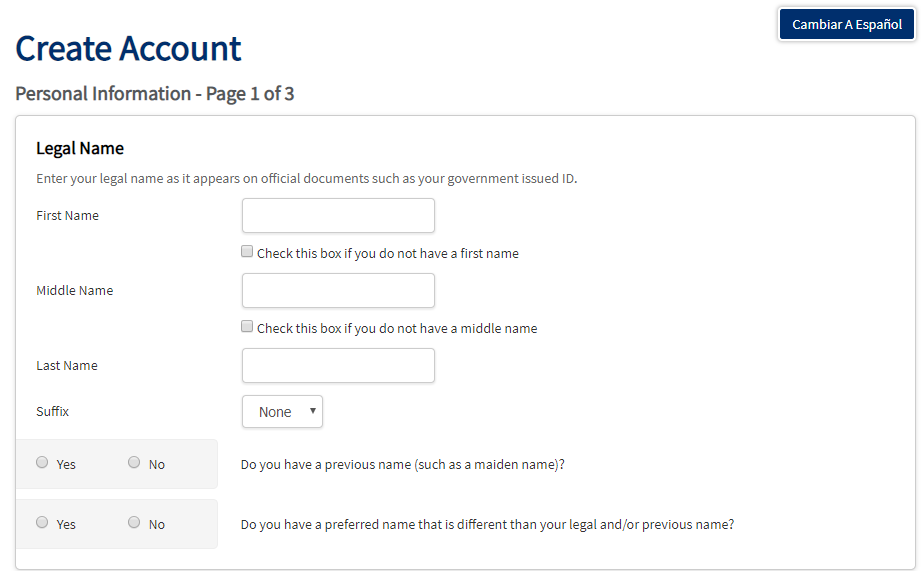 Cambiar A Español
Create Account
Personal Information - Page 1 of 3
Legal Name
Enter your legal name as it appears on official documents such as your government issued ID.
First Name
Check this box if you do not have a first name
Middle Name
Check this box if you do not have a middle name
Last Name
Suffix
None
Yes No Do you have a previous name (such as a maiden name)?
Yes No Do you have a preferred name that is different than your legal and/or previous name?